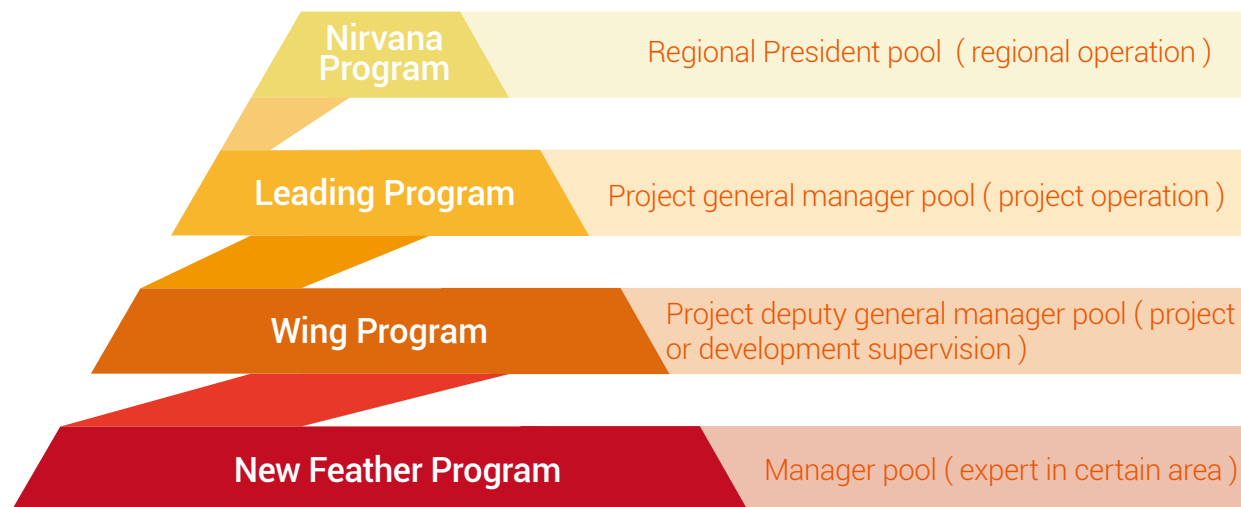 Nirvana
Program
Regional President pool ( regional operation )
Leading Program
Project general manager pool ( project operation )
Wing Program
Project deputy general manager pool ( project
or development supervision )
New Feather Program
Manager pool ( expert in certain area )